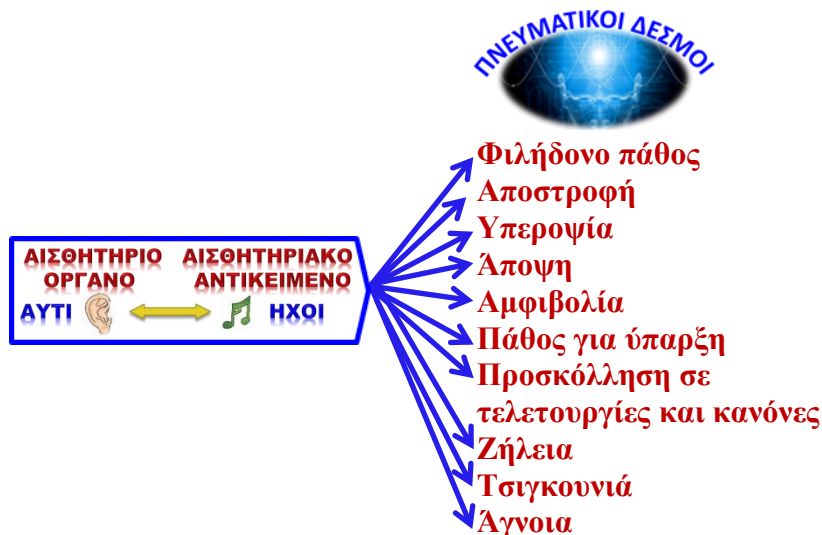 ΠΝΕΥΜΑΤΙΚΟΙ ΔΕΣΜΟΙ
Φιλήδονο πάθος
Αποστροφή
Υπεροψία
Άποψη
Αμφιβολία
Πάθος για ύπαρξη
Προσκόλληση σε
τελετουργίες και κανόνες
Ζήλεια
Τσιγκουνιά
Άγνοια
ΑΙΣΘΗΤΗΡΙΟ ΑΙΣΘΗΤΗΡΙΑΚΟ
ΟΡΓΑΝΟ ΑΝΤΙΚΕΙΜΕΝΟ
ΑΥΤΙ ΗΧΟΙ